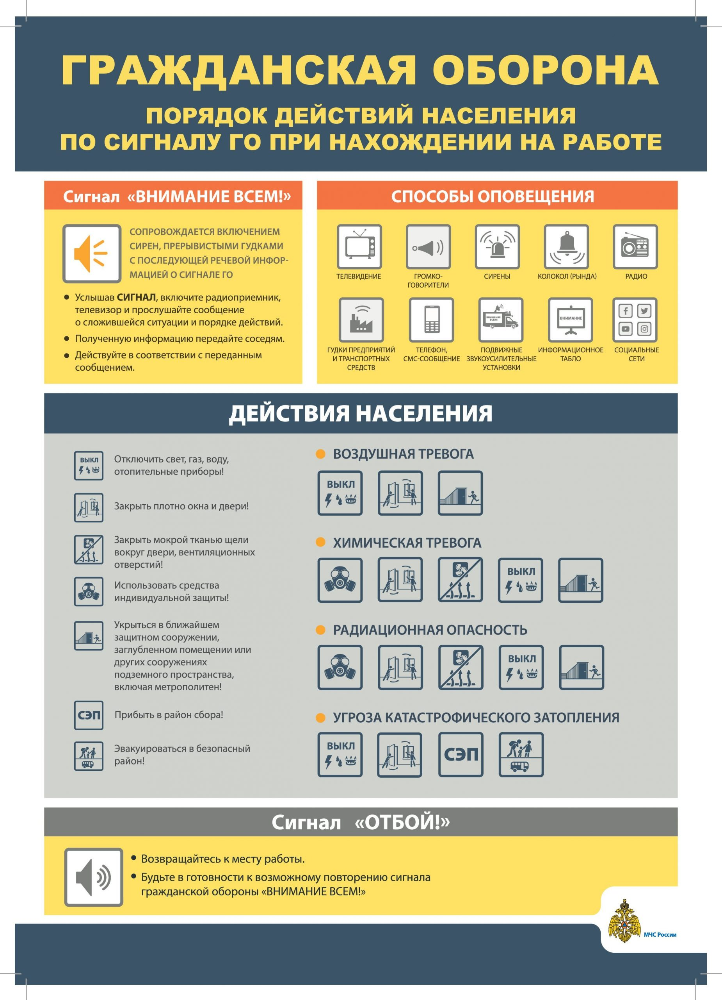 ГРАЖДАНСКАЯ ОБОРОНА
ПОРЯДОК ДЕЙСТВИЙ НАСЕЛЕНИЯ
ПО СИГНАЛУ ГО ПРИ НАХОЖДЕНИИ НА РАБОТЕ
Сигнал «ВНИМАНИЕ ВСЕМ!»
СОПРОВОЖДАЕТСЯ ВКЛЮЧЕНИЕМ
СИРЕН, ПРЕРЫВИСТЫМИ ГУДКАМИ
С ПОСЛЕДУЮЩЕЙ РЕЧЕВОЙ ИНФОР-
МАЦИЕЙ О СИГНАЛЕ ГО
• Услышав СИГНАЛ, включите радиоприемник,
телевизор и прослушайте сообщение
о сложившейся ситуации и порядке действий.
• Полученную информацию передайте соседям.
• Действуйте в соответствии с переданным
сообщением.
СПОСОБЫ ОПОВЕЩЕНИЯ
ТЕЛЕВИДЕНИЕ
ГРОМКО-
ГОВОРИТЕЛИ
СИРЕНЫ
КОЛОКОЛ (РЫНДА)
РАДИО
ГУДКИ ПРЕДПРИЯТИЙ
И ТРАНСПОРТНЫХ
СРЕДСТВ
ТЕЛЕФОН,
СМС-СООБЩЕНИЕ
ВНИМАНИЕ
ВСЕМ!
ПОДВИЖНЫЕ
ЗВУКОУСИЛИТЕЛЬНЫЕ
УСТАНОВКИ
ВНИМАНИЕ
ИНФОРМАЦИОННОЕ
ТАБЛО
СОЦИАЛЬНЫЕ
СЕТИ
ДЕЙСТВИЯ НАСЕЛЕНИЯ
ВЫКЛ
Отключить свет, газ, воду,
отопительные приборы!
Закрыть плотно окна и двери!
Закрыть мокрой тканью щели
вокруг двери, вентиляционных
отверстий!
Использовать средства
индивидуальной защиты!
Укрыться в ближайшем
защитном сооружении,
заглубленном помещении или
других сооружениях
подземного пространства,
включая метрополитен!
СЭП
Прибыть в район сбора!
Эвакуироваться в безопасный
район!
ВОЗДУШНАЯ ТРЕВОГА
ВЫКЛ
ХИМИЧЕСКАЯ ТРЕВОГА
ВЫКЛ
РАДИАЦИОННАЯ ОПАСНОСТЬ
ВЫКЛ
УГРОЗА КАТАСТРОФИЧЕСКОГО ЗАТОПЛЕНИЯ
ВЫКЛ
СЭП
Сигнал «ОТБОЙ!»
• Возвращайтесь к месту работы.
• Будьте в готовности к возможному повторению сигнала
гражданской обороны «ВНИМАНИЕ ВСЕМ!»
МЧС России